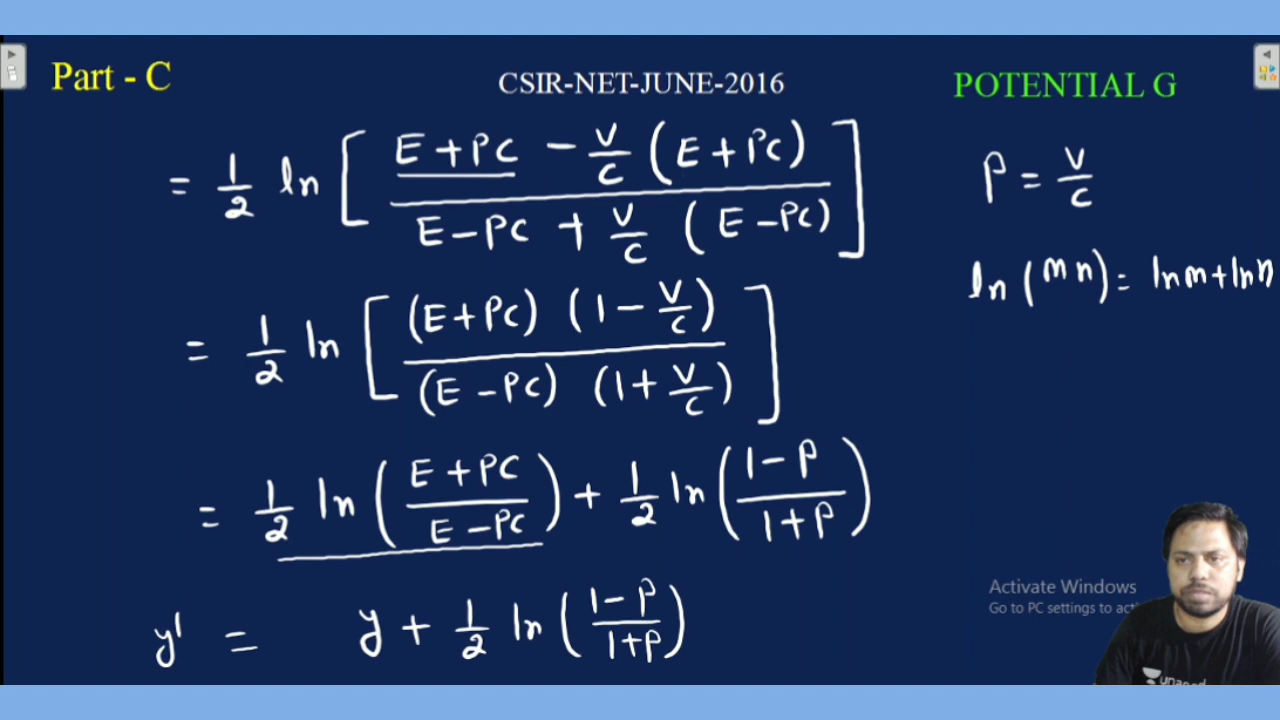 Part - C
CSIR-NET-JUNE-2016
POTENTIAL G
= 1/2 ln [ (E + PC - v/c (E + PC)) / (E - PC + v/c (E - PC)) ]
P = v/c
ln (mn) = ln m + ln n
= 1/2 ln [ (E + PC) (1 - v/c) / (E - PC) (1 + v/c) ]
= 1/2 ln ( (E + PC) / (E - PC) ) + 1/2 ln ( (1 - P) / (1 + P) )
y' = y + 1/2 ln ( (1 - P) / (1 + P) )
Activate Windows
Go to PC settings to